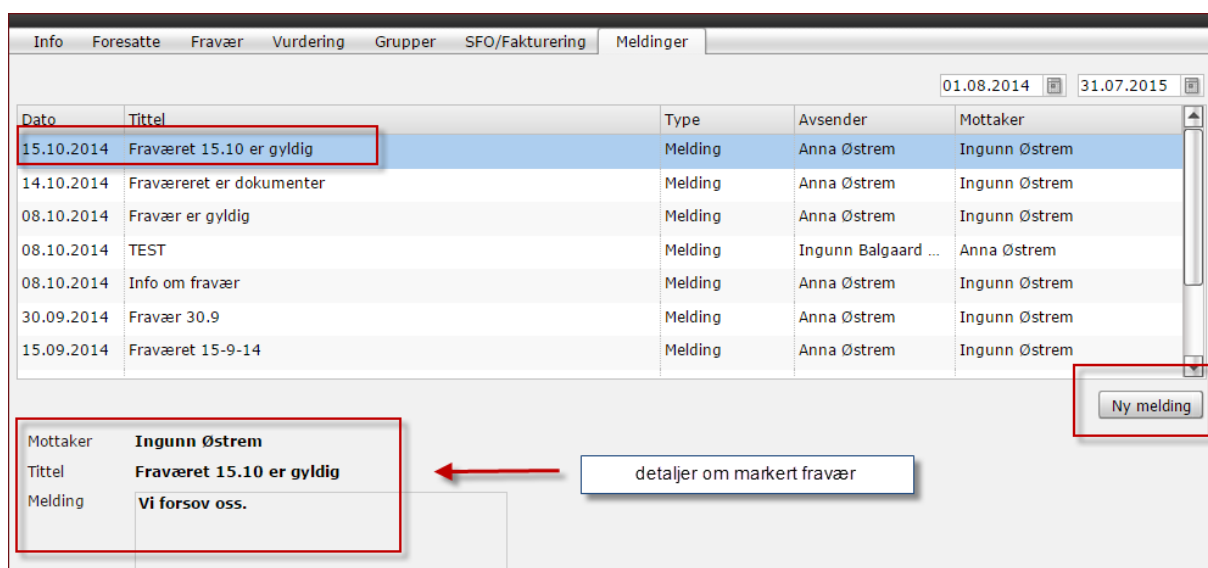 Info Foresatte Fravær Vurdering Grupper SFO/Fakturering Meldinger
01.08.2014 31.07.2015
Dato Tittel Type Avsender Mottaker
15.10.2014 Fraværet 15.10 er gyldig Melding Anna Østrem Ingunn Østrem
14.10.2014 Fraværeret er dokumenter Melding Anna Østrem Ingunn Østrem
08.10.2014 Fravær er gyldig Melding Anna Østrem Ingunn Østrem
08.10.2014 TEST Melding Ingunn Balgaard ... Anna Østrem
08.10.2014 Info om fravær Melding Anna Østrem Ingunn Østrem
30.09.2014 Fravær 30.9 Melding Anna Østrem Ingunn Østrem
15.09.2014 Fraværet 15-9-14 Melding Anna Østrem Ingunn Østrem
Ny melding
Mottaker Ingunn Østrem
Tittel Fraværet 15.10 er gyldig
detaljer om markert fravær
Melding Vi forsov oss.